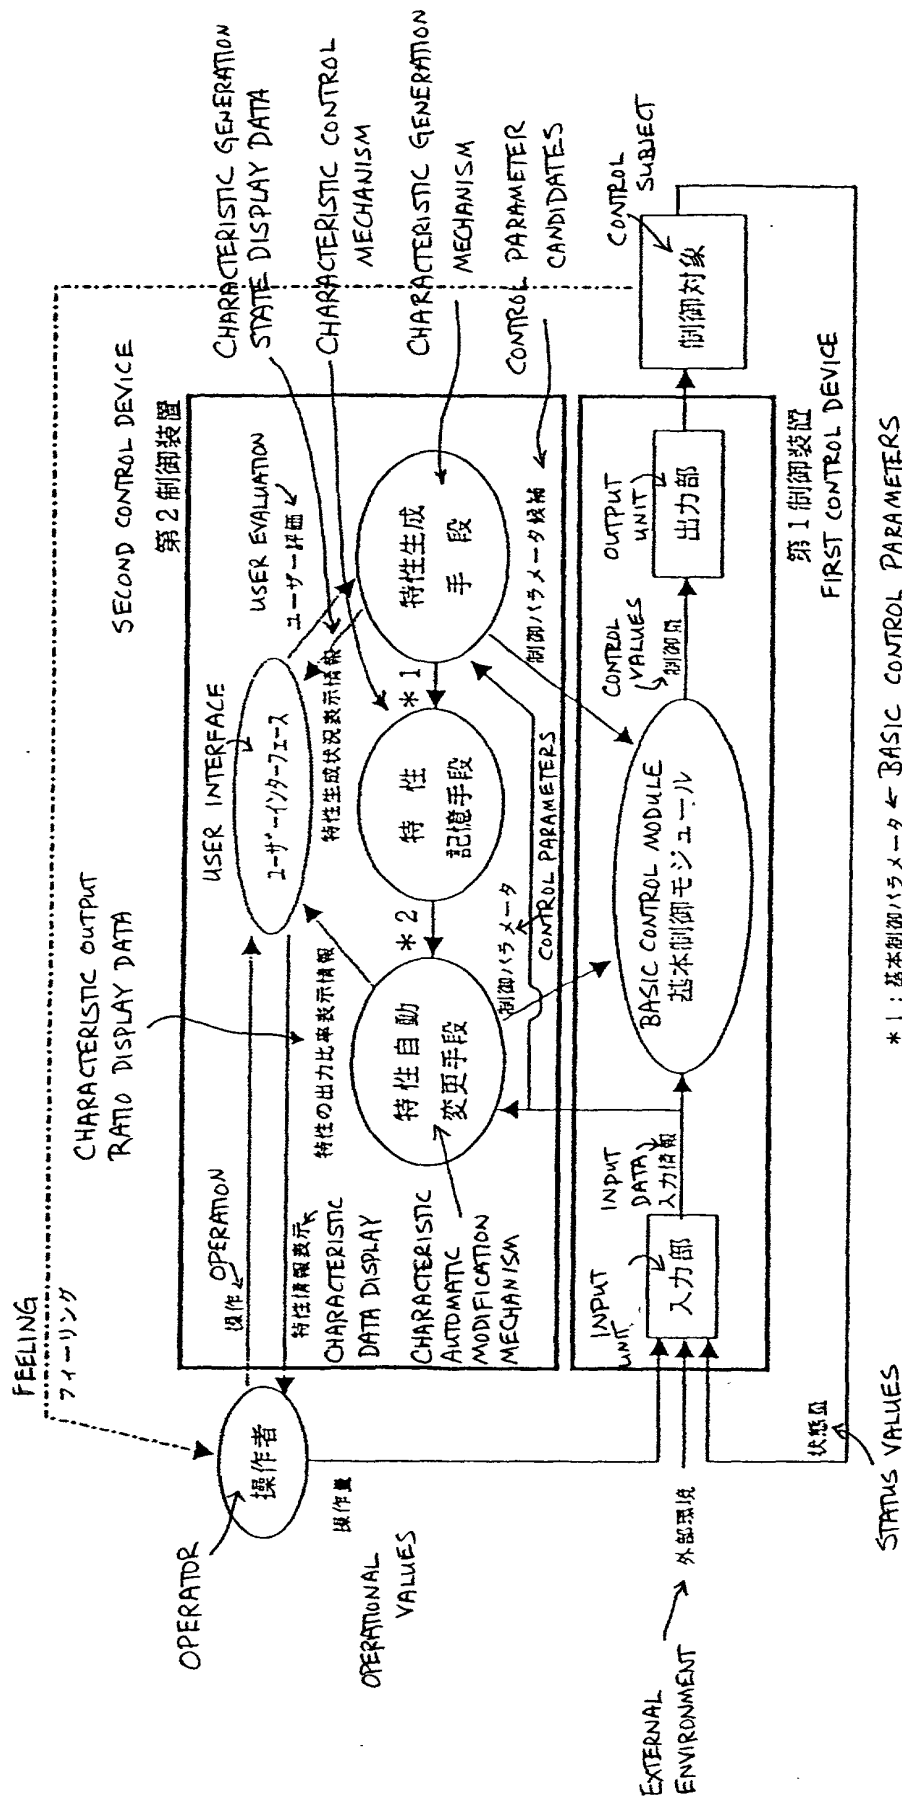 FEELING
フィーリング
CHARACTERISTIC OUTPUT
RATIO DISPLAY DATA
SECOND CONTROL DEVICE
第2制御装置
CHARACTERISTIC GENERATION
STATE DISPLAY DATA
CHARACTERISTIC CONTROL
MECHANISM
CHARACTERISTIC GENERATION
MECHANISM
CONTROL PARAMETER
CANDIDATES
OPERATOR
操作者
OPERATION
操作
特性情報表示
CHARACTERISTIC
DATA DISPLAY
USER INTERFACE
ユーザーインターフェース
USER EVALUATION
ユーザー評価
特性の出力比率表示情報
特性生成状況表示情報
CHARACTERISTIC
AUTOMATIC
MODIFICATION
MECHANISM
特性自動
変更手段
*2
特性
記憶手段
*1
特性生成
手段
制御パラメータ
CONTROL PARAMETERS
制御パラメータ候補
操作量
OPERATIONAL
VALUES
INPUT
UNIT
入力部
INPUT
DATA
入力情報
BASIC CONTROL MODULE
基本制御モジュール
CONTROL
VALUES
制御量
OUTPUT
UNIT
出力部
CONTROL
SUBJECT
制御対象
第1制御装置
FIRST CONTROL DEVICE
EXTERNAL
ENVIRONMENT
外部環境
状態量
STATUS VALUES
*1:基本制御パラメータ ← BASIC CONTROL PARAMETERS